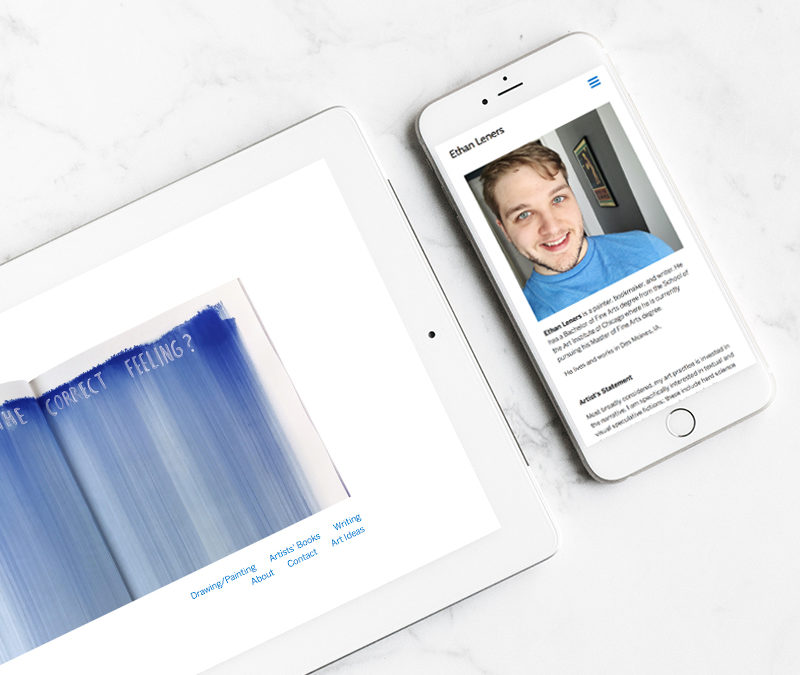 THE CORRECT FEELING?
Drawing/Painting Artists' Books Writing
About Contact Art Ideas
Ethan Leners
Ethan Leners is a painter, bookmaker, and writer. He
has a Bachelor of Fine Arts degree from the School of
the Art Institute of Chicago where he is currently
pursuing his Master of Fine Arts degree.
He lives and works in Des Moines, IA.
Artist's Statement
Most broadly considered, my art practice is invested in
the narrative. I am specifically interested in textual and
visual speculative fictions; these include hard science